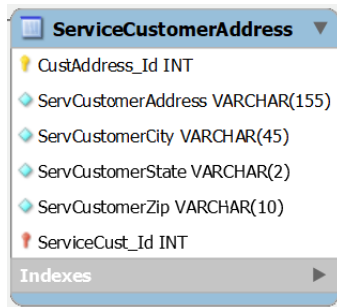 ServiceCustomerAddress
CustAddress_Id INT
ServCustomerAddress VARCHAR(155)
ServCustomerCity VARCHAR(45)
ServCustomerState VARCHAR(2)
ServCustomerZip VARCHAR(10)
ServiceCust_Id INT
Indexes